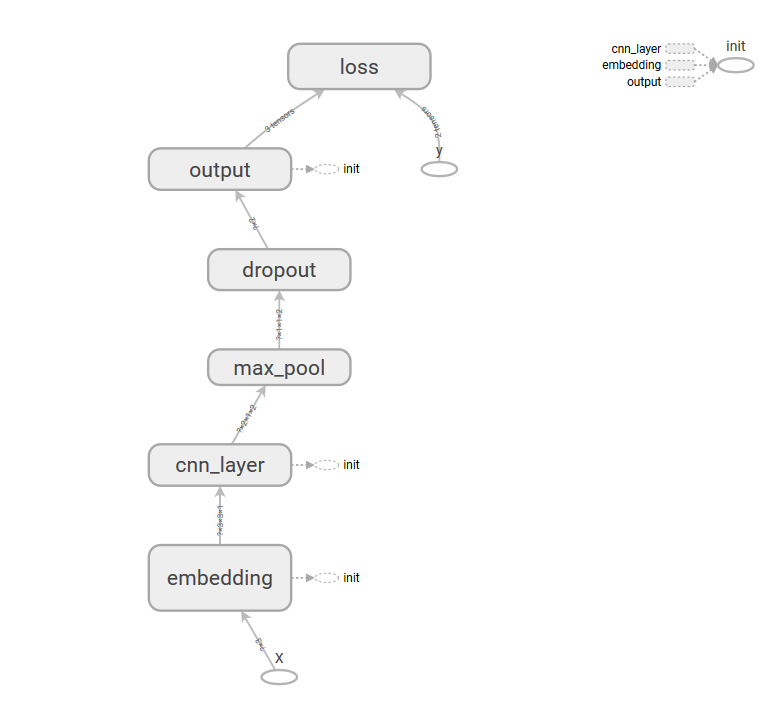 loss
init
cnn_layer
embedding
output
3 tensors
2 tensors
y
output
init
?×2
dropout
?×1×1×2
max_pool
?×2×1×2
cnn_layer
init
?×3×3×1
embedding
init
?×3
X